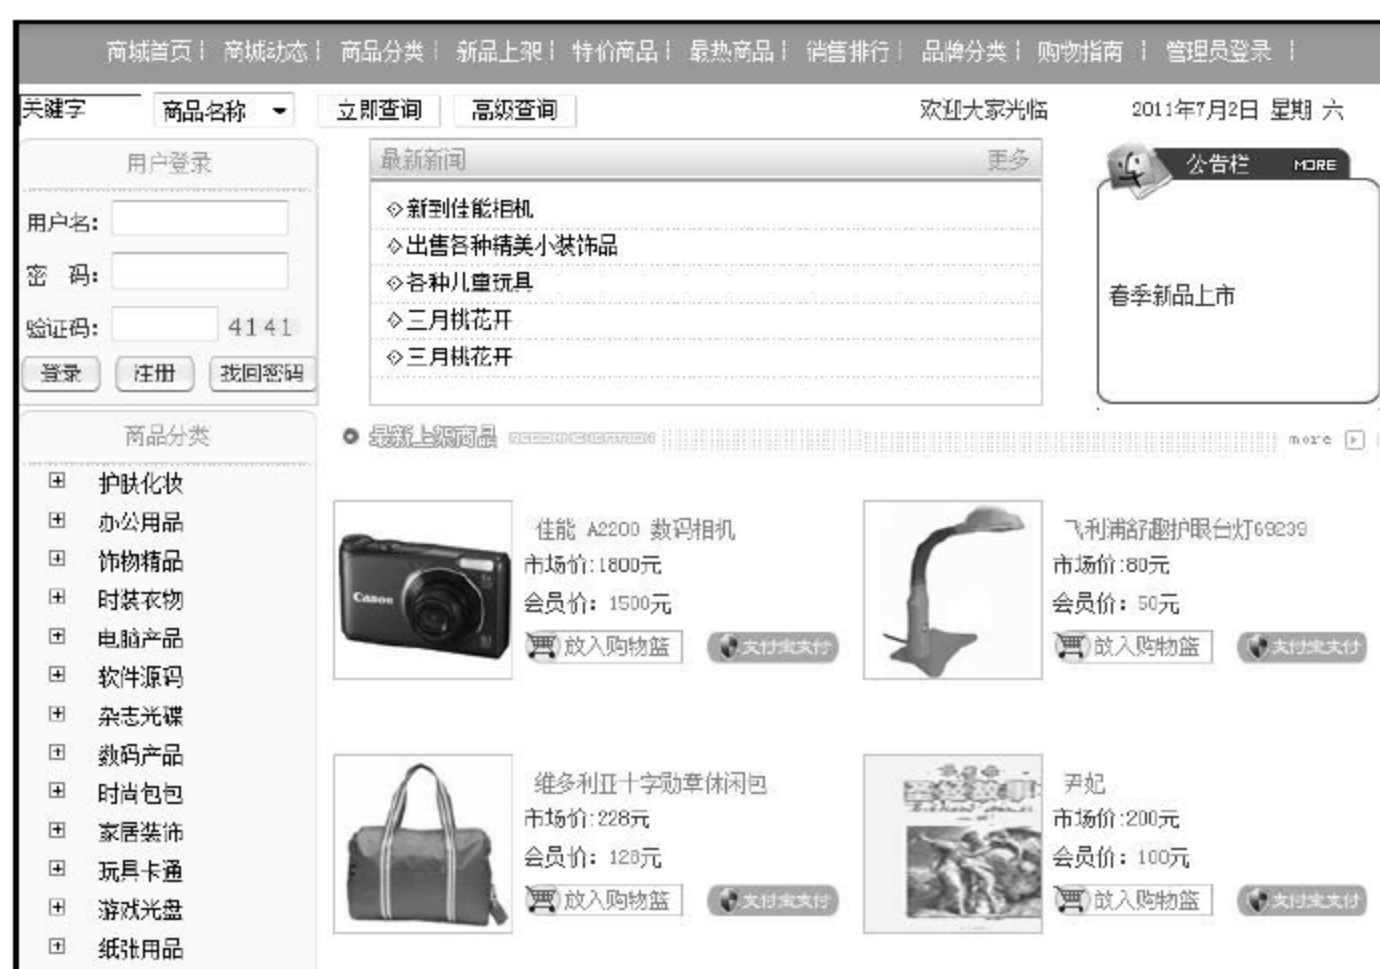 商城首页 | 商城动态 | 商品分类 | 新品上架 | 特价商品 | 最热商品 | 销售排行 | 品牌分类 | 购物指南 | 管理员登录 |
关键字 商品名称 立即查询 高级查询 欢迎大家光临 2011年7月2日 星期 六
用户登录
用户名:
密 码:
验证码: 4141
登录 注册 找回密码
最新新闻 更多
◇新到佳能相机
◇出售各种精美小装饰品
◇各种儿童玩具
◇三月桃花开
◇三月桃花开
公告栏 MORE
春季新品上市
商品分类
护肤化妆
办公用品
饰物精品
时装衣物
电脑产品
软件源码
杂志光碟
数码产品
时尚包包
家居装饰
玩具卡通
游戏光盘
纸张用品
最新上架商品 more
Canon
佳能 A2200 数码相机
市场价:1800元
会员价: 1500元
放入购物篮 支付宝支付
飞利浦舒趣护眼台灯69239
市场价:80元
会员价: 50元
放入购物篮 支付宝支付
维多利亚十字勋章休闲包
市场价:228元
会员价: 128元
放入购物篮 支付宝支付
尹妃
市场价:200元
会员价: 100元
放入购物篮 支付宝支付